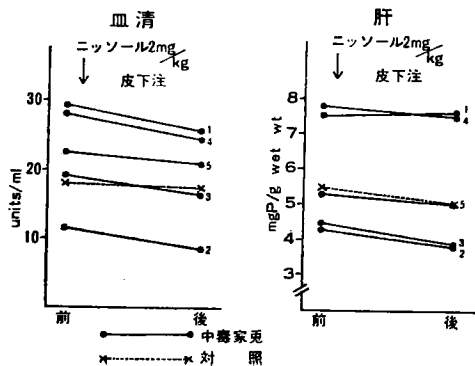 血清
ニッソール2mg/kg
皮下注
30
20
10
units/ml
1
4
5
3
2
前
後
肝
ニッソール2mg/kg
皮下注
8
7
6
5
4
3
mgP/g wet wt
1
4
5
3
2
前
後
中毒家兎
対照